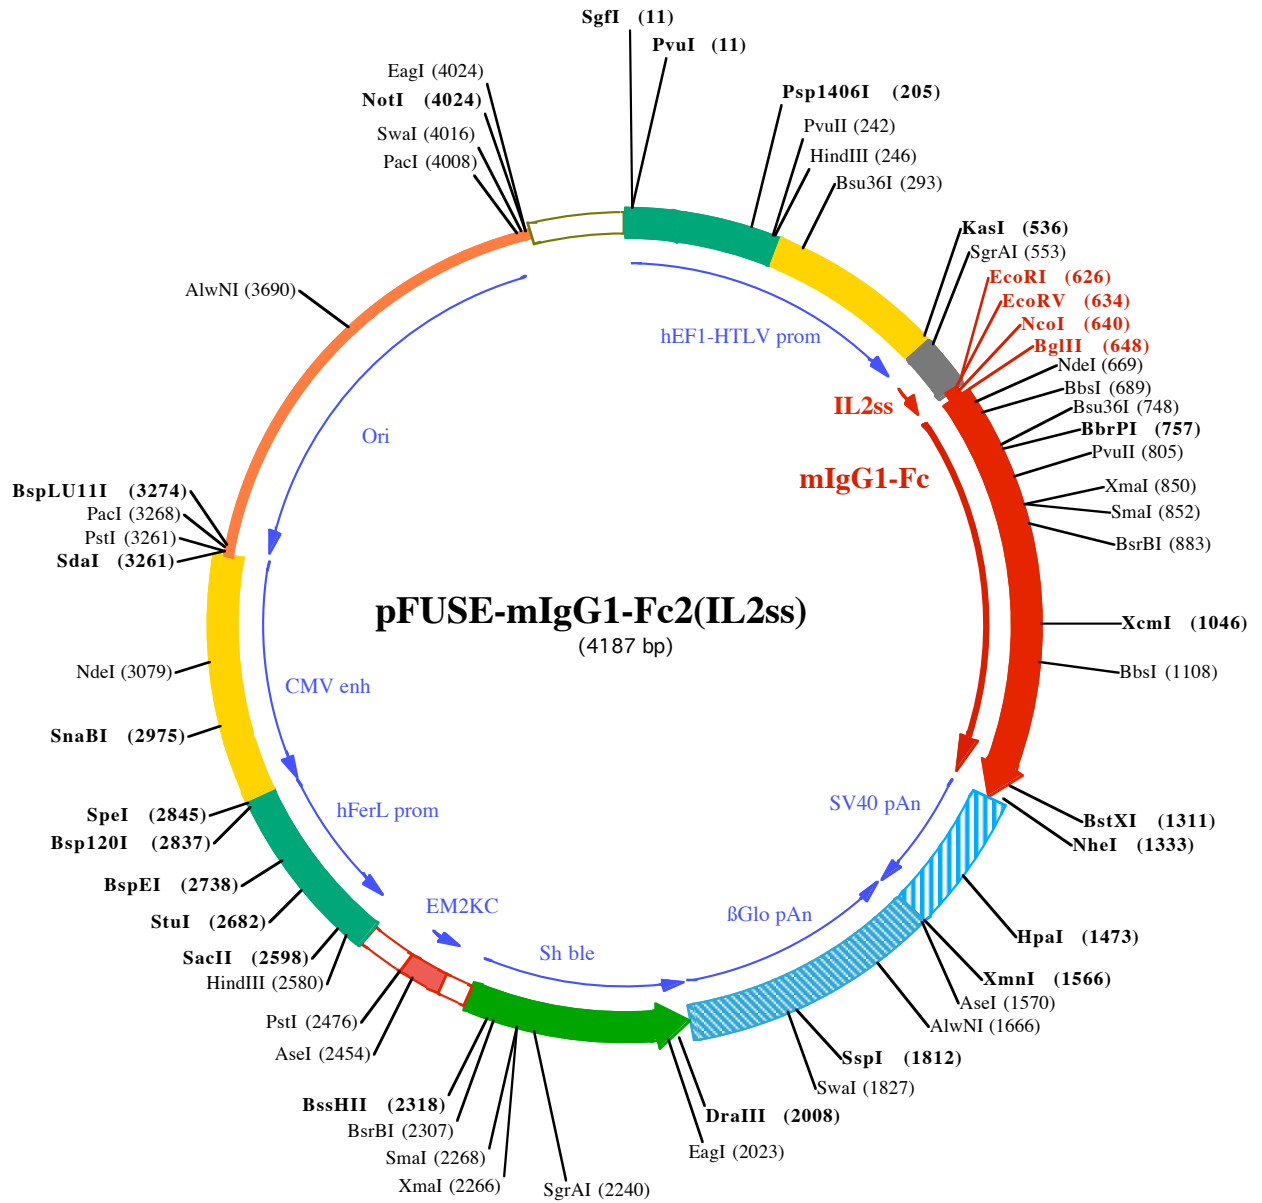 SgfI (11)
PvuI (11)
EagI (4024)
NotI (4024)
SwaI (4016)
PacI (4008)
Psp1406I (205)
PvuII (242)
HindIII (246)
Bsu36I (293)
KasI (536)
SgrAI (553)
EcoRI (626)
EcoRV (634)
NcoI (640)
BglII (648)
NdeI (669)
BbsI (689)
Bsu36I (748)
BbrPI (757)
PvuII (805)
XmaI (850)
SmaI (852)
BsrBI (883)
XcmI (1046)
BbsI (1108)
BstXI (1311)
NheI (1333)
HpaI (1473)
XmnI (1566)
AseI (1570)
AlwNI (1666)
SspI (1812)
SwaI (1827)
DraIII (2008)
EagI (2023)
SgrAI (2240)
XmaI (2266)
SmaI (2268)
BsrBI (2307)
BssHII (2318)
AseI (2454)
PstI (2476)
HindIII (2580)
SacII (2598)
StuI (2682)
BspEI (2738)
Bsp120I (2837)
SpeI (2845)
SnaBI (2975)
NdeI (3079)
SdaI (3261)
PstI (3261)
PacI (3268)
BspLU11I (3274)
AlwNI (3690)
hEF1-HTLV prom
IL2ss
mIgG1-Fc
SV40 pAn
ßGlo pAn
Sh ble
EM2KC
hFerL prom
CMV enh
Ori
pFUSE-mIgG1-Fc2(IL2ss)
(4187 bp)